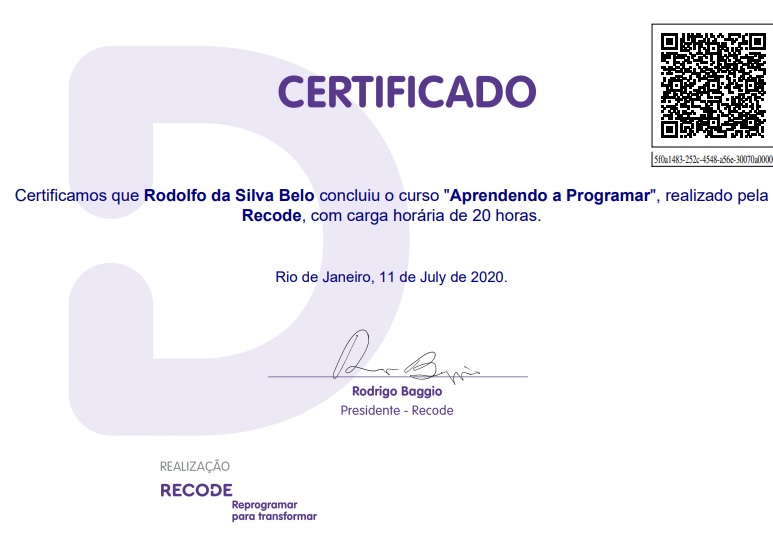 CERTIFICADO
5f0a1483-252c-4548-a56e-30070a0000
Certificamos que Rodolfo da Silva Belo concluiu o curso "Aprendendo a Programar", realizado pela
Recode, com carga horária de 20 horas.
Rio de Janeiro, 11 de July de 2020.
Rodrigo Baggio
Presidente - Recode
REALIZAÇÃO
RECODE
Reprogramar
para transformar